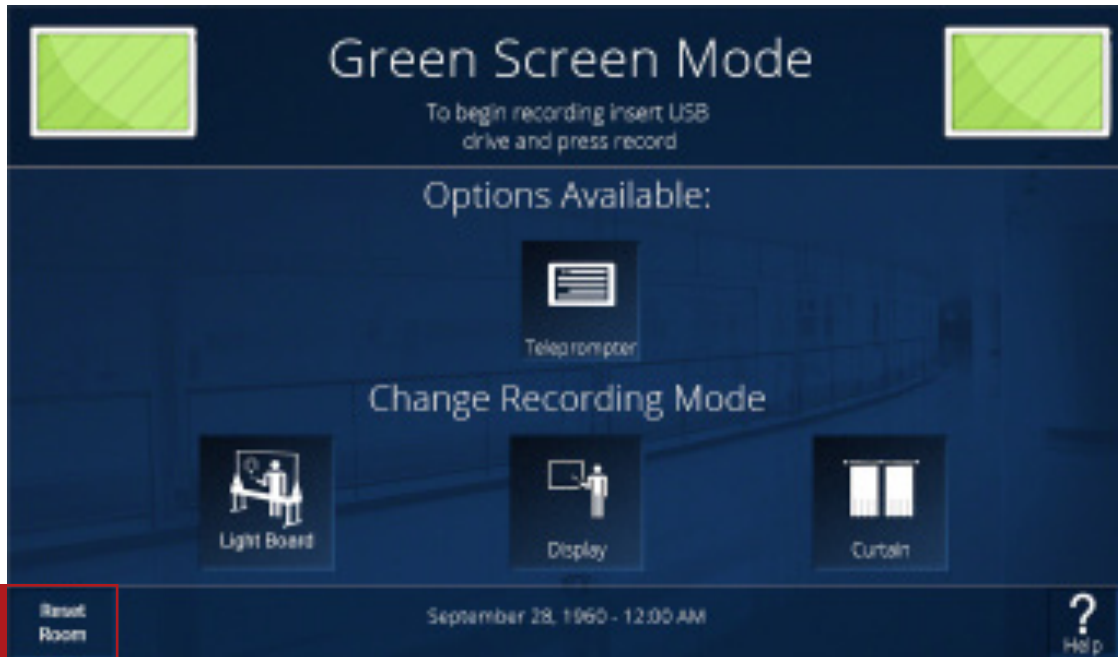 Green Screen Mode
To begin recording insert USB
drive and press record
Options Available:
Teleprompter
Change Recording Mode
Light Board
Display
Curtain
Reset
Room
September 28, 1960 - 12:00 AM
?
Help